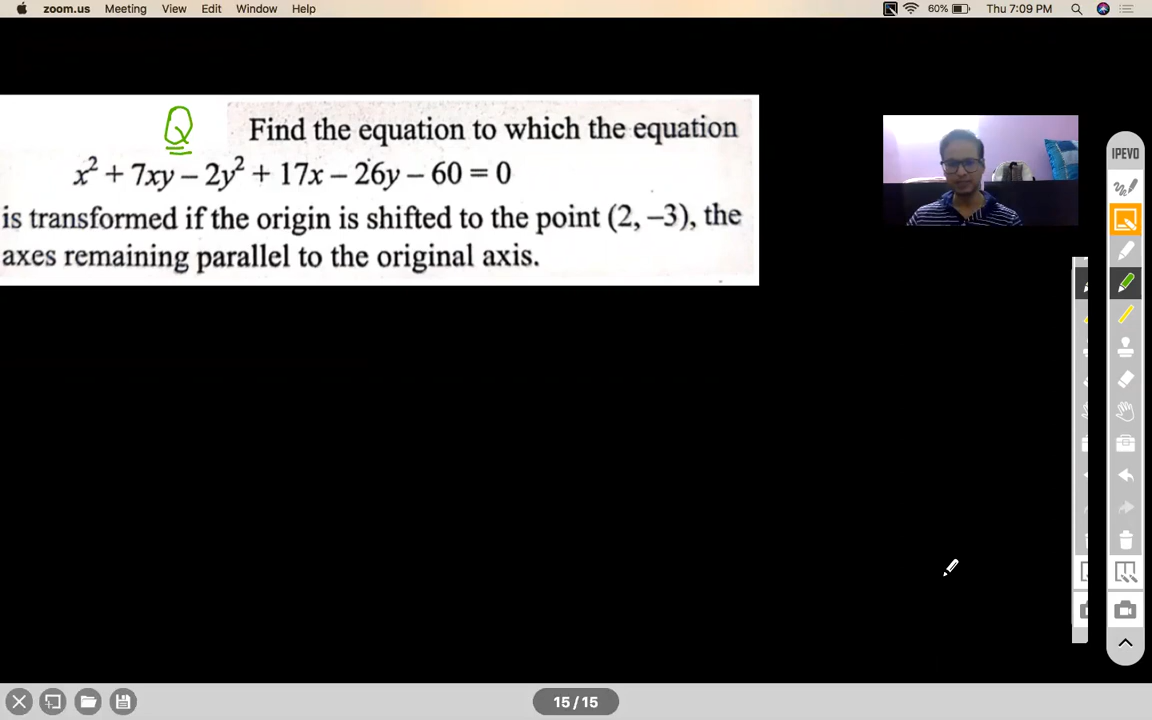 zoom.us Meeting View Edit Window Help 60% Thu 7:09 PM
Q Find the equation to which the equation
x² + 7xy – 2y² + 17x – 26y – 60 = 0
is transformed if the origin is shifted to the point (2, –3), the
axes remaining parallel to the original axis.
IPEVO
15 / 15